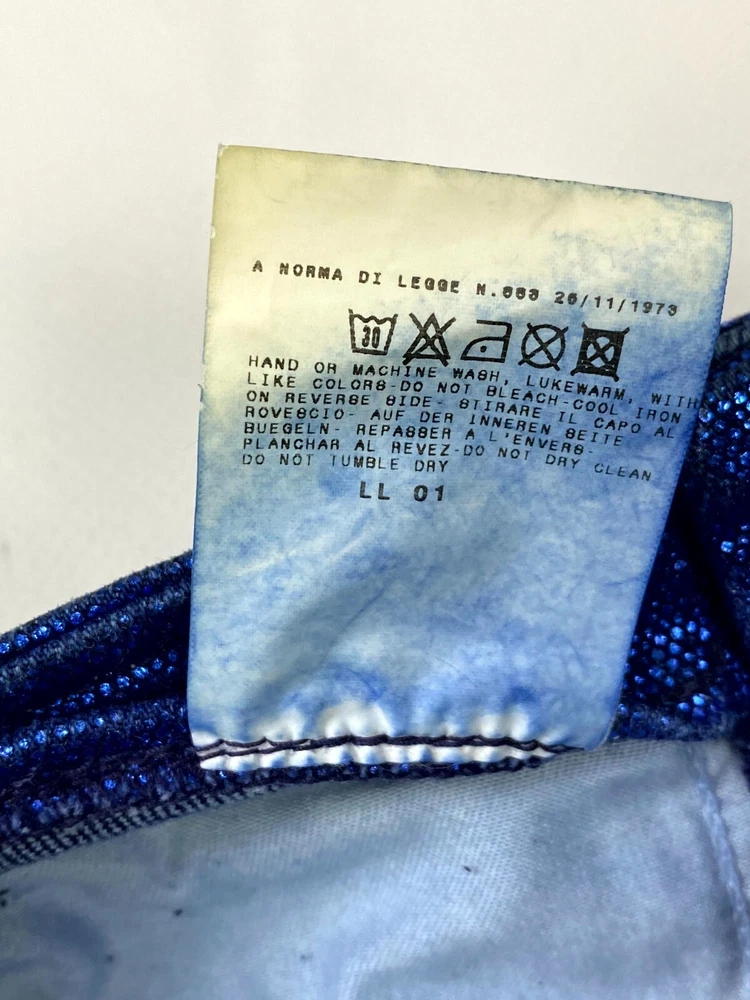 A NORMA DI LEGGE N.883 26/11/1973
30
HAND OR MACHINE WASH, LUKEWARM, WITH
LIKE COLORS-DO NOT BLEACH-COOL IRON
ON REVERSE SIDE- STIRARE IL CAPO AL
ROVESCIO- AUF DER INNEREN SEITE
BUEGELN- REPASSER A L'ENVERS-
PLANCHAR AL REVEZ-DO NOT DRY CLEAN
DO NOT TUMBLE DRY
LL 01